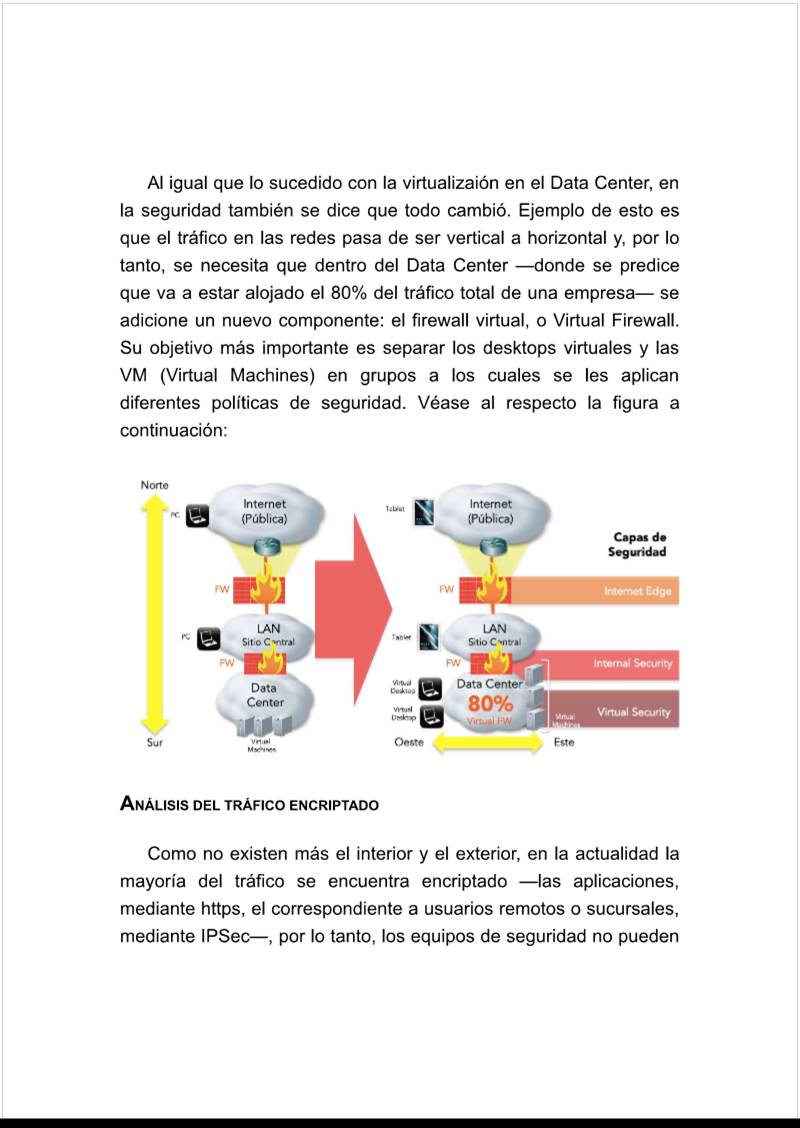 Al igual que lo sucedido con la virtualizaión en el Data Center, en
la seguridad también se dice que todo cambió. Ejemplo de esto es
que el tráfico en las redes pasa de ser vertical a horizontal y, por lo
tanto, se necesita que dentro del Data Center —donde se predice
que va a estar alojado el 80% del tráfico total de una empresa— se
adicione un nuevo componente: el firewall virtual, o Virtual Firewall.
Su objetivo más importante es separar los desktops virtuales y las
VM (Virtual Machines) en grupos a los cuales se les aplican
diferentes políticas de seguridad. Véase al respecto la figura a
continuación:
Norte
PC
Internet
(Pública)
FW
PC
LAN
Sitio Central
FW
Data
Center
Virtual
Machines
Sur
Tablet
Internet
(Pública)
Capas de
Seguridad
FW
Internet Edge
Tablet
LAN
Sitio Central
FW
Internal Security
Virtual
Desktop
Data Center
80%
Virtual FW
Virtual
Desktop
Virtual
Machines
Virtual Security
Oeste
Este
ANÁLISIS DEL TRÁFICO ENCRIPTADO
Como no existen más el interior y el exterior, en la actualidad la
mayoría del tráfico se encuentra encriptado —las aplicaciones,
mediante https, el correspondiente a usuarios remotos o sucursales,
mediante IPSec—, por lo tanto, los equipos de seguridad no pueden